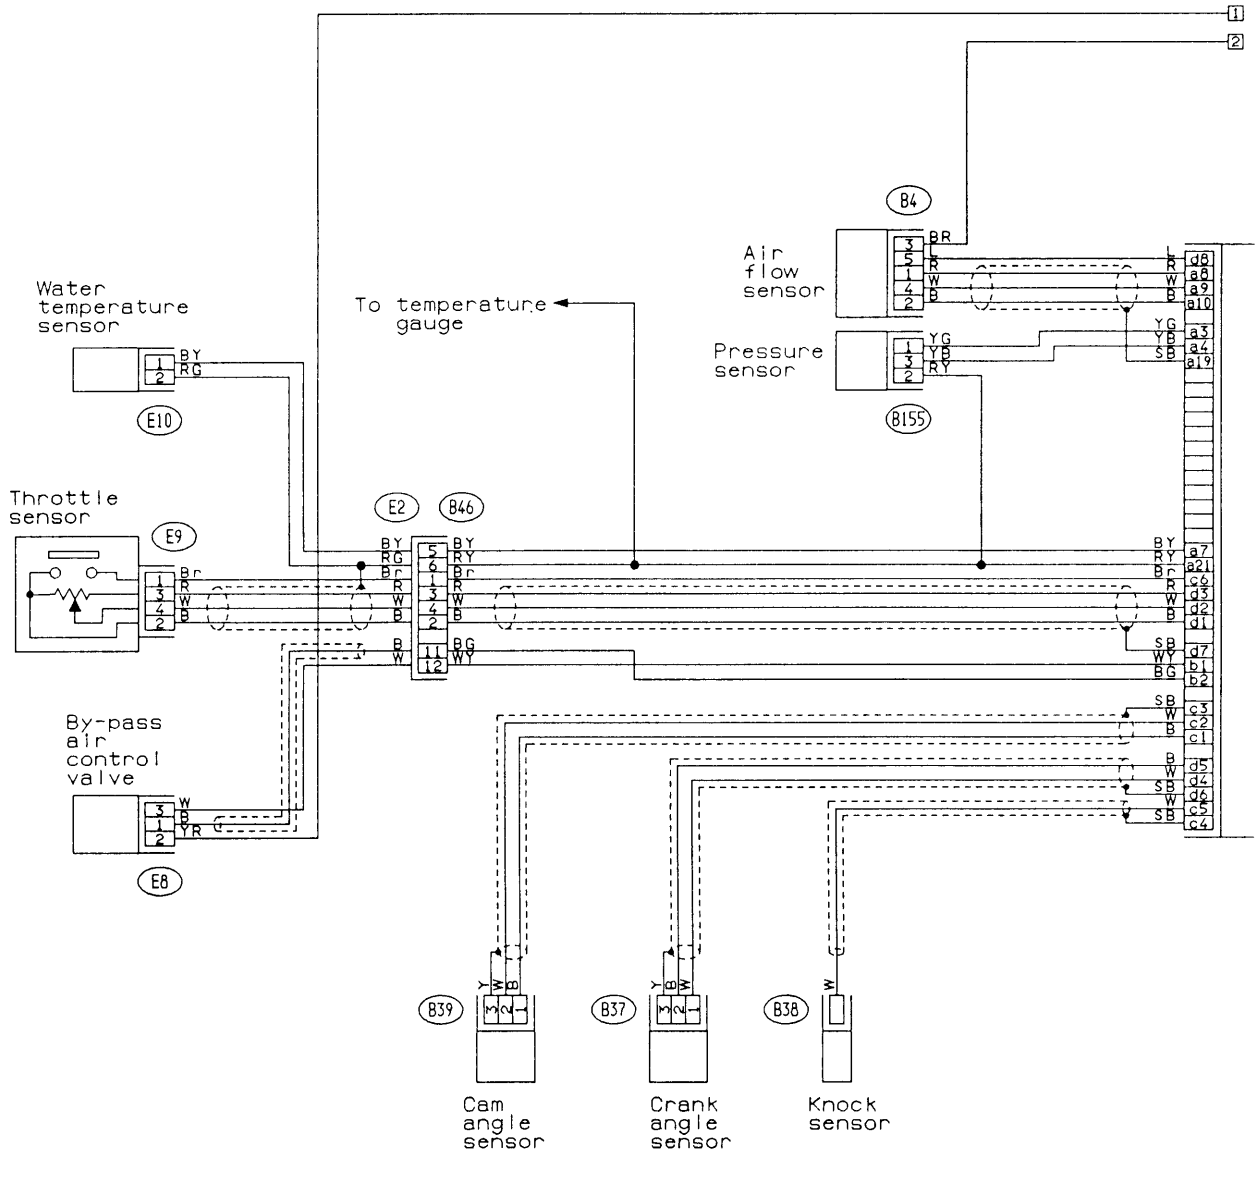 1
2
B4
Air
flow
sensor
3
5
1
4
2
BR
L
R
W
B
L
R
W
B
d8
a8
a9
a10
Pressure
sensor
1
3
2
YG
YB
RY
YG
YB
SB
a3
a4
a19
B155
Water
temperature
sensor
1
2
BY
RG
E10
To temperature
gauge
Throttle
sensor
E9
1
3
4
2
Br
R
W
B
E2
B46
BY
RG
Br
R
W
B
B
W
5
6
1
3
4
2
11
12
BY
RY
Br
R
W
B
BG
WY
BY
RY
Br
R
W
B
SB
WY
BG
a7
a21
c6
d3
d2
d1
d7
b1
b2
SB
W
B
c3
c2
c1
B
W
SB
d5
d4
d6
W
SB
c5
c4
By-pass
air
control
valve
3
1
2
W
B
YR
E8
Y
W
B
B39
3
2
1
Cam
angle
sensor
Y
B
W
B37
3
2
1
Crank
angle
sensor
W
B38
Knock
sensor